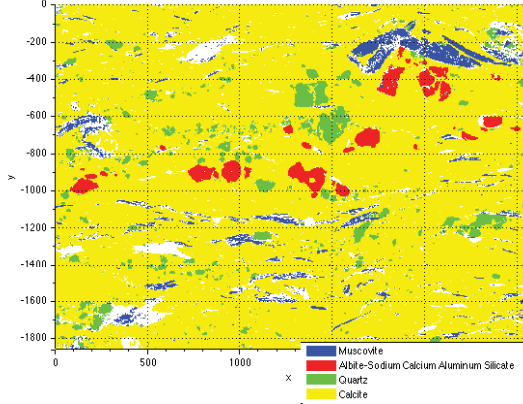 0
-200
-400
-600
y
-800
-1000
-1200
-1400
-1600
-1800
0
500
1000
x
Muscovite
Albite-Sodium Calcium Aluminum Silicate
Quartz
Calcite